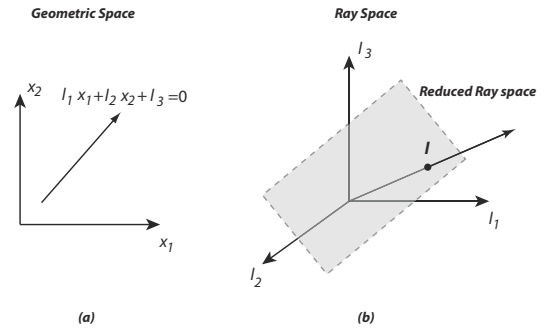 Geometric Space
x2
l1 x1+l2 x2+l3=0
x1
(a)
Ray Space
l3
Reduced Ray space
l
l1
l2
(b)